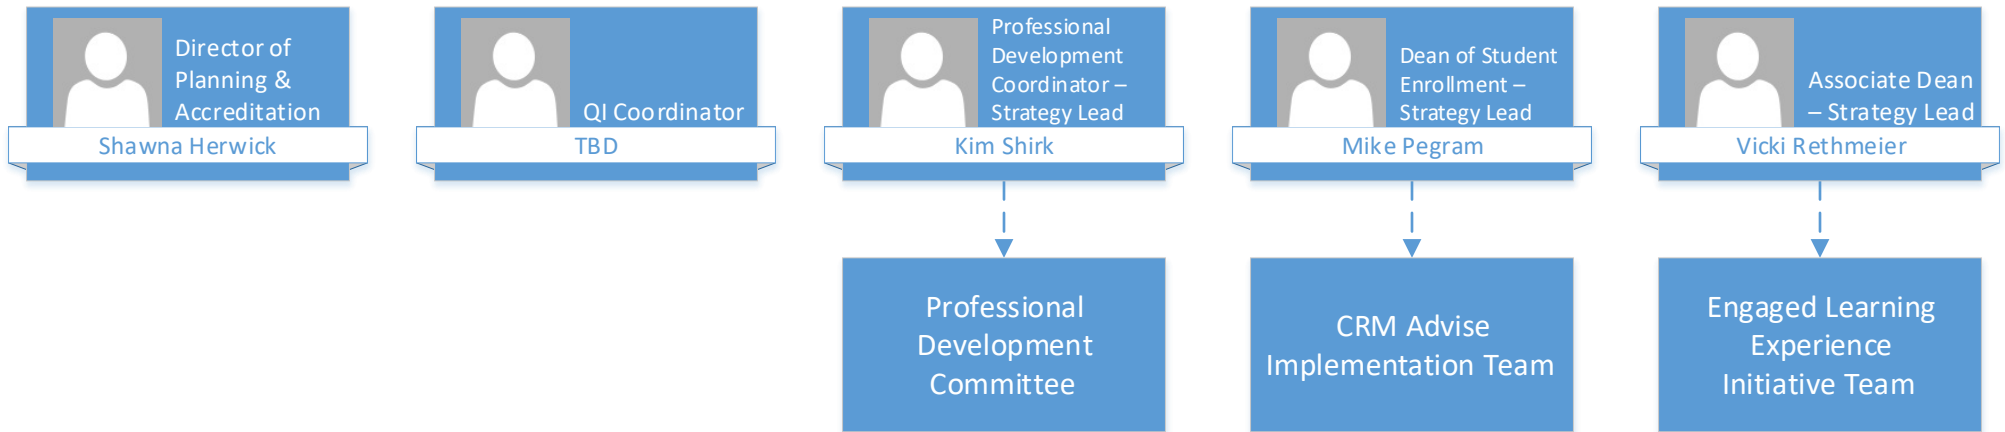 Director of
Planning &
Accreditation
Shawna Herwick
QI Coordinator
TBD
Professional
Development
Coordinator –
Strategy Lead
Kim Shirk
Dean of Student
Enrollment –
Strategy Lead
Mike Pegram
Associate Dean
– Strategy Lead
Vicki Rethmeier
Professional
Development
Committee
CRM Advise
Implementation Team
Engaged Learning
Experience
Initiative Team